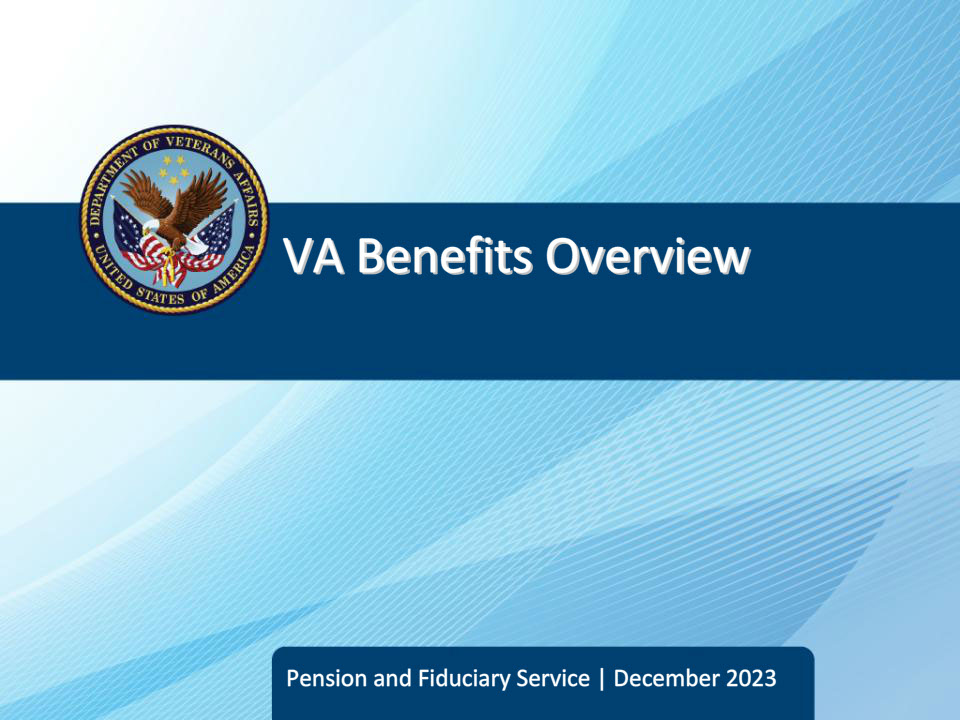 DEPARTMENT OF VETERANS AFFAIRS
UNITED STATES OF AMERICA
VA Benefits Overview
Pension and Fiduciary Service | December 2023